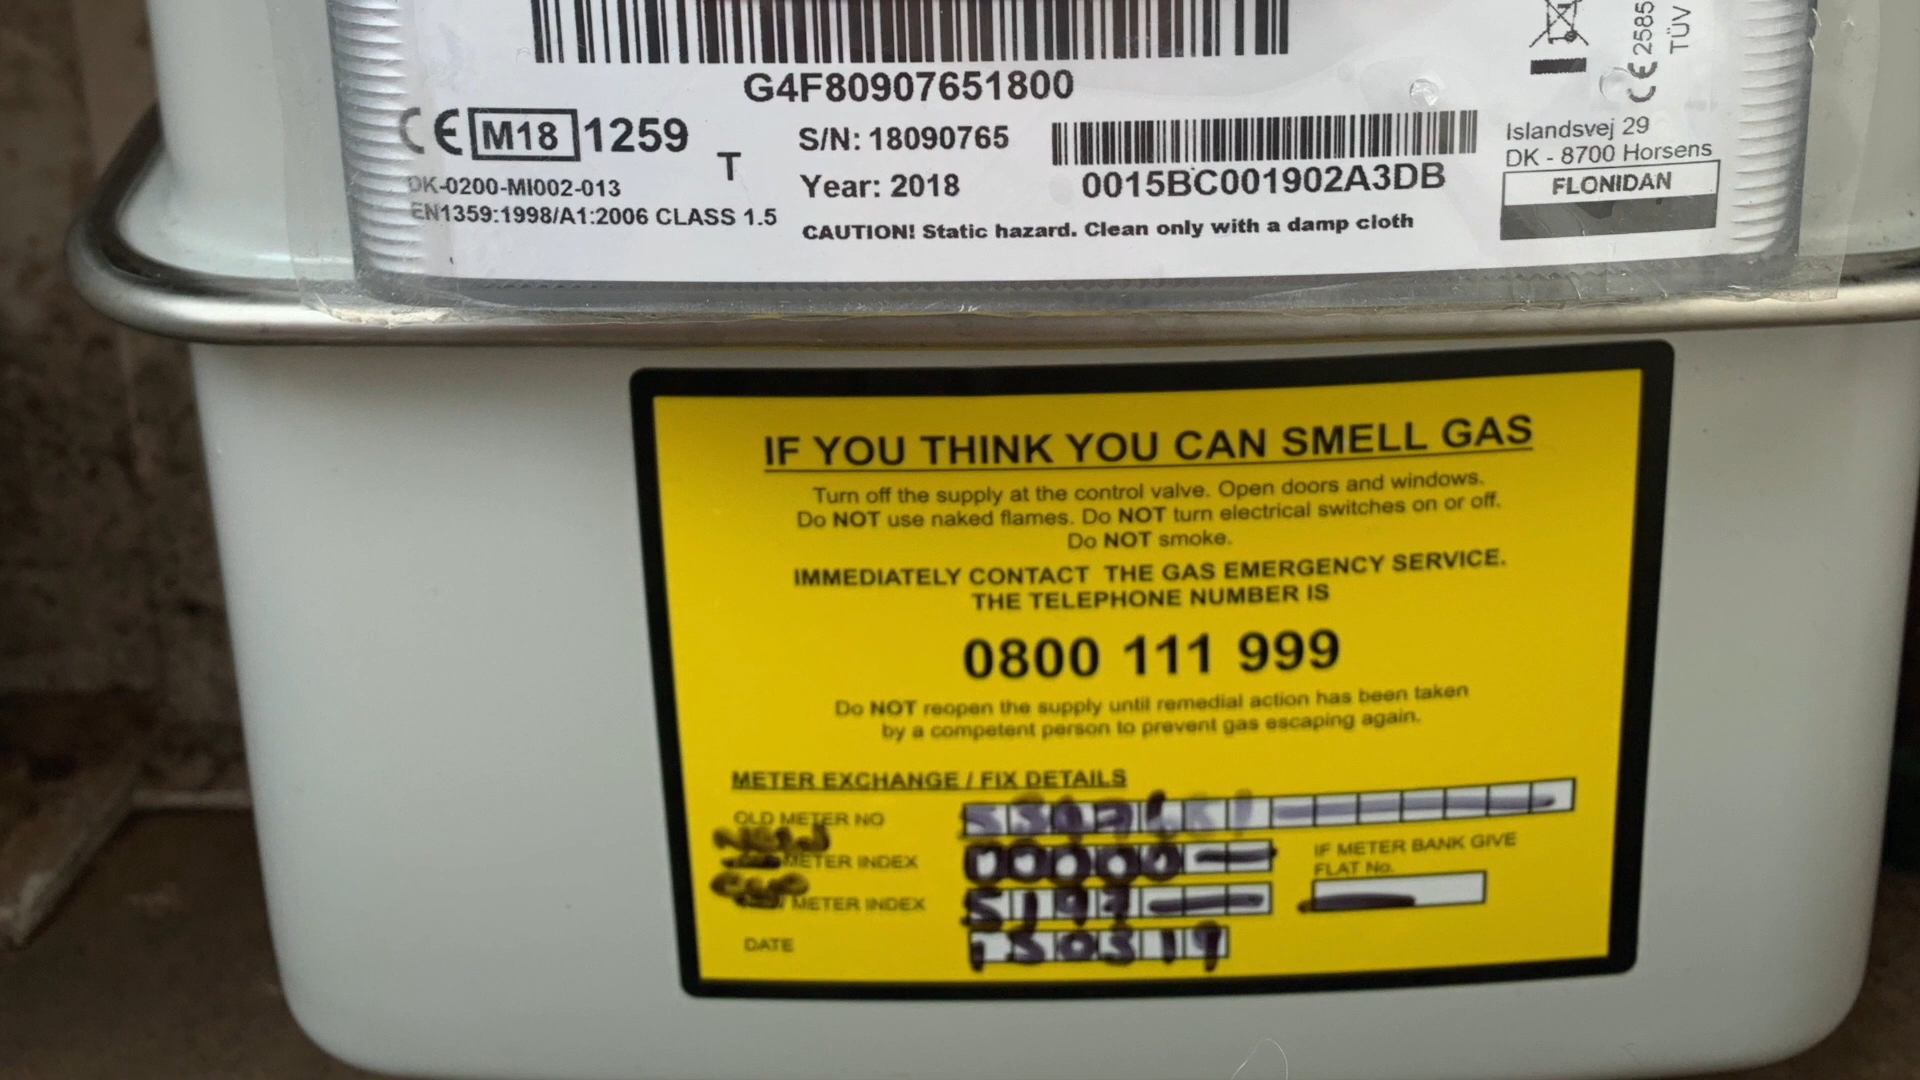 G4F80907651800
CE M18 1259
T
DK-0200-MI002-013
EN1359:1998/A1:2006 CLASS 1.5
S/N: 18090765
Year: 2018
0015BC001902A3DB
CAUTION! Static hazard. Clean only with a damp cloth
CE 2585
TÜV
Islandsvej 29
DK - 8700 Horsens
FLONIDAN
IF YOU THINK YOU CAN SMELL GAS
Turn off the supply at the control valve. Open doors and windows.
Do NOT use naked flames. Do NOT turn electrical switches on or off.
Do NOT smoke.
IMMEDIATELY CONTACT THE GAS EMERGENCY SERVICE.
THE TELEPHONE NUMBER IS
0800 111 999
Do NOT reopen the supply until remedial action has been taken
by a competent person to prevent gas escaping again.
METER EXCHANGE / FIX DETAILS
OLD METER NO
NEW METER INDEX 00000
METER INDEX
DATE
IF METER BANK GIVE
FLAT No.